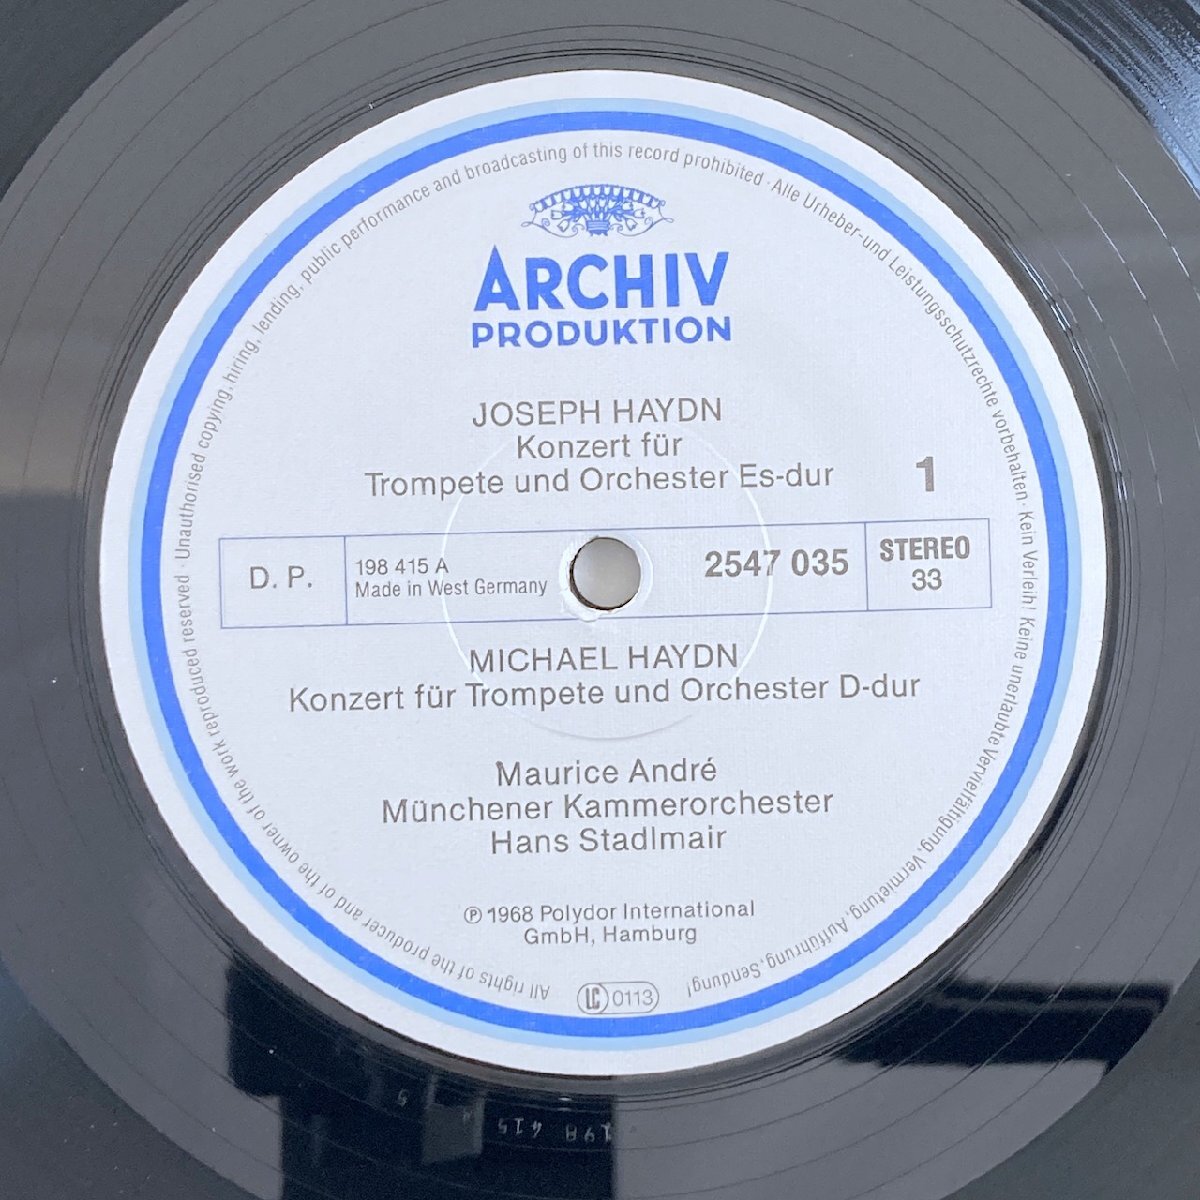 ARCHIV
PRODUKTION
JOSEPH HAYDN
Konzert für
Trompete und Orchester Es-dur
1
D. P.
198 415 A
Made in West Germany
2547 035
STEREO
33
MICHAEL HAYDN
Konzert für Trompete und Orchester D-dur
Maurice André
Münchener Kammerorchester
Hans Stadlmair
℗ 1968 Polydor International
GmbH, Hamburg
LC 0113
All rights of the producer and of the owner of the work reproduced reserved · Unauthorised copying, hiring, lending, public performance and broadcasting of this record prohibited · Alle Urheber- und Leistungsschutzrechte vorbehalten · Kein Verleih! Keine unerlaubte Vervielfältigung, Vermietung, Aufführung, Sendung!